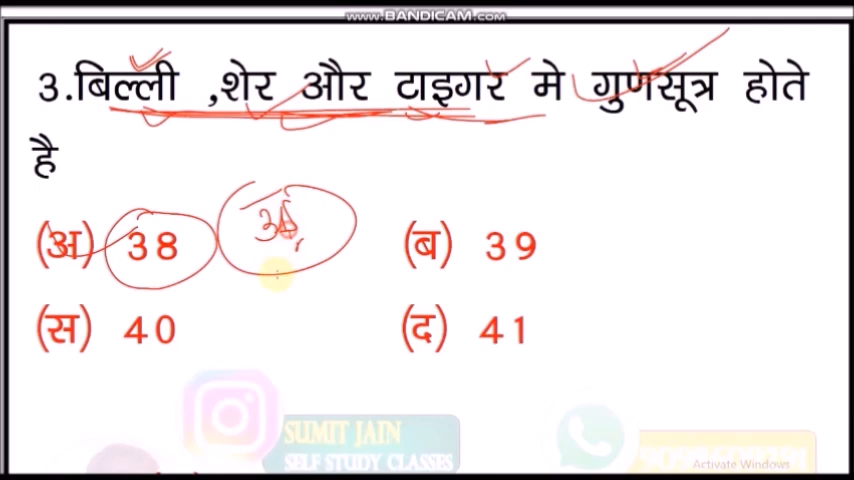 WWW.BANDICAM.COM
3.बिल्ली ,शेर और टाइगर मे गुणसूत्र होते
है
(अ) 38
(ब) 39
(स) 40
(द) 41
SUMIT JAIN
SELF STUDY CLASSES
Activate Windows